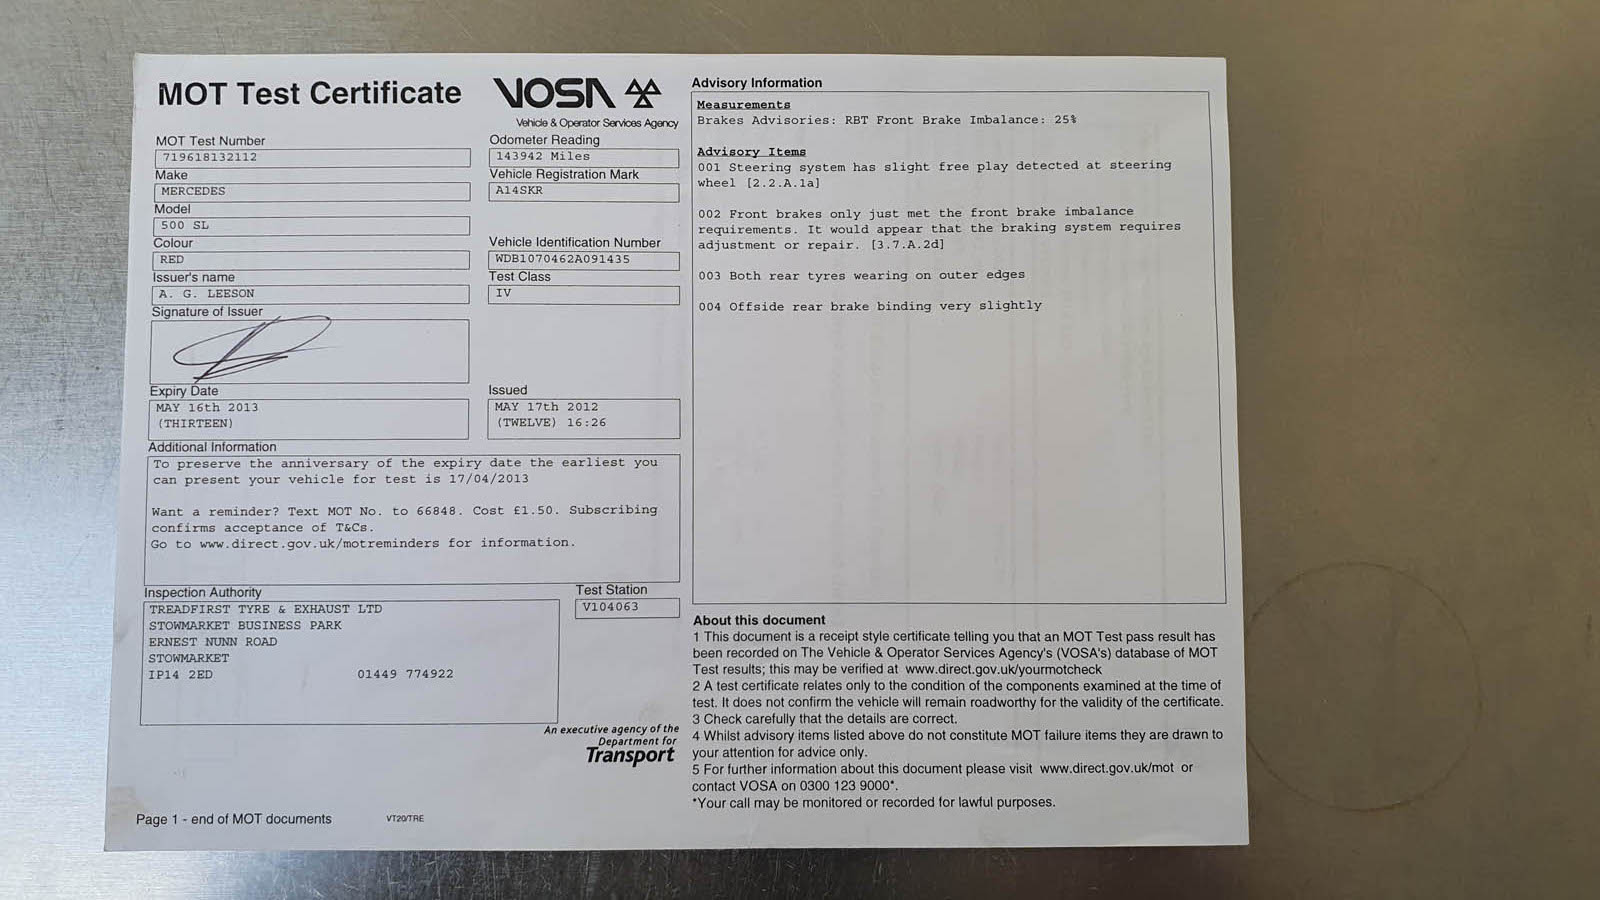 MOT Test Certificate
VOSA
Vehicle & Operator Services Agency
MOT Test Number
719618132112
Odometer Reading
143942 Miles
Make
MERCEDES
Vehicle Registration Mark
A14SKR
Model
500 SL
Colour
RED
Vehicle Identification Number
WDB1070462A091435
Issuer's name
A. G. LEESON
Test Class
IV
Signature of Issuer
Expiry Date
MAY 16th 2013
(THIRTEEN)
Issued
MAY 17th 2012
(TWELVE) 16:26
Additional Information
To preserve the anniversary of the expiry date the earliest you
can present your vehicle for test is 17/04/2013
Want a reminder? Text MOT No. to 66848. Cost £1.50. Subscribing
confirms acceptance of T&Cs.
Go to www.direct.gov.uk/motreminders for information.
Inspection Authority
TREADFIRST TYRE & EXHAUST LTD
STOWMARKET BUSINESS PARK
ERNEST NUNN ROAD
STOWMARKET
IP14 2ED 01449 774922
Test Station
V104063
An executive agency of the
Department for
Transport
Page 1 - end of MOT documents
VT20/TRE
Advisory Information
Measurements
Brakes Advisories: RBT Front Brake Imbalance: 25%
Advisory Items
001 Steering system has slight free play detected at steering
wheel [2.2.A.1a]
002 Front brakes only just met the front brake imbalance
requirements. It would appear that the braking system requires
adjustment or repair. [3.7.A.2d]
003 Both rear tyres wearing on outer edges
004 Offside rear brake binding very slightly
About this document
1 This document is a receipt style certificate telling you that an MOT Test pass result has
been recorded on The Vehicle & Operator Services Agency's (VOSA's) database of MOT
Test results; this may be verified at www.direct.gov.uk/yourmotcheck
2 A test certificate relates only to the condition of the components examined at the time of
test. It does not confirm the vehicle will remain roadworthy for the validity of the certificate.
3 Check carefully that the details are correct.
4 Whilst advisory items listed above do not constitute MOT failure items they are drawn to
your attention for advice only.
5 For further information about this document please visit www.direct.gov.uk/mot or
contact VOSA on 0300 123 9000*.
*Your call may be monitored or recorded for lawful purposes.